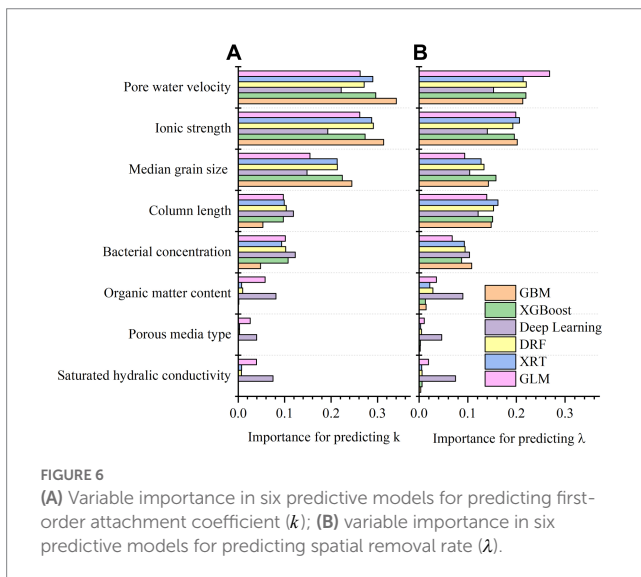 A
B
Pore water velocity
Ionic strength
Median grain size
Column length
Bacterial concentration
Organic matter content
Porous media type
Saturated hydralic conductivity
GBM
XGBoost
Deep Learning
DRF
XRT
GLM
0.0 0.1 0.2 0.3
0.0 0.1 0.2 0.3
Importance for predicting k
Importance for predicting λ
FIGURE 6
(A) Variable importance in six predictive models for predicting first-
order attachment coefficient (k); (B) variable importance in six
predictive models for predicting spatial removal rate (λ).